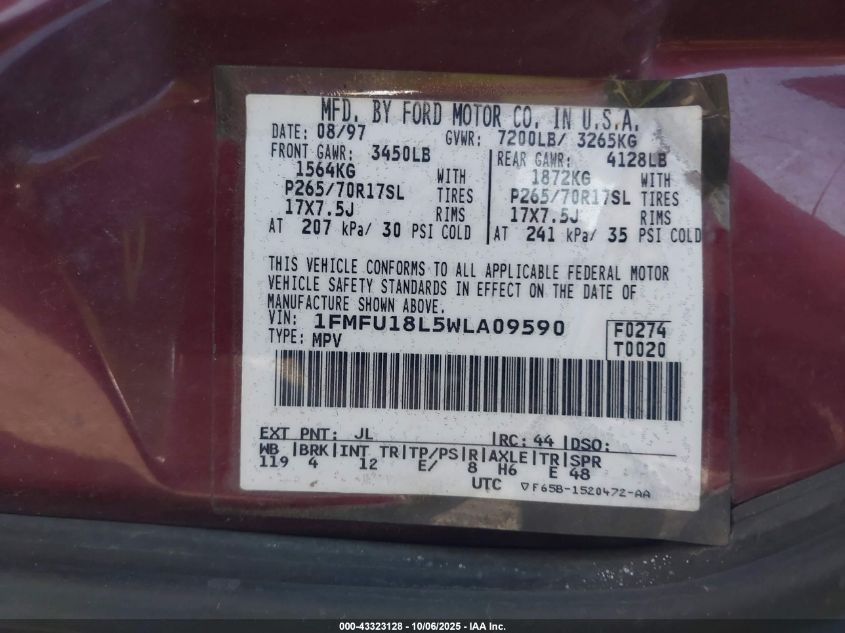 MFD. BY FORD MOTOR CO. IN U.S.A.
DATE: 08/97 GVWR: 7200LB/ 3265KG
FRONT GAWR: 3450LB REAR GAWR: 4128LB
1564KG WITH 1872KG WITH
P265/70R17SL TIRES P265/70R17SL TIRES
17X7.5J RIMS 17X7.5J RIMS
AT 207 kPa/ 30 PSI COLD AT 241 kPa/ 35 PSI COLD
THIS VEHICLE CONFORMS TO ALL APPLICABLE FEDERAL MOTOR
VEHICLE SAFETY STANDARDS IN EFFECT ON THE DATE OF
MANUFACTURE SHOWN ABOVE.
VIN: 1FMFU18L5WLA09590 F0274
TYPE: MPV T0020
EXT PNT: JL RC: 44 DSO:
WB BRK INT TR TP/PS R AXLE TR SPR
119 4 12 E/ 8 H6 E 48
UTC ▽F65B-1520472-AA
000-43323128 - 10/06/2025 - IAA Inc.